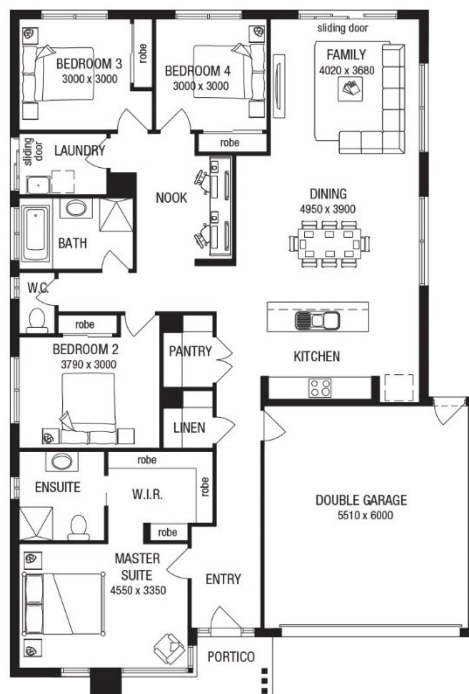 sliding door
BEDROOM 3
3000 x 3000
robe
BEDROOM 4
3000 x 3000
robe
FAMILY
4020 x 3680
sliding door
LAUNDRY
NOOK
DINING
4950 x 3900
BATH
W.C.
robe
BEDROOM 2
3790 x 3000
PANTRY
KITCHEN
LINEN
robe
ENSUITE
W.I.R.
robe
robe
DOUBLE GARAGE
5510 x 6000
MASTER
SUITE
4550 x 3350
ENTRY
PORTICO